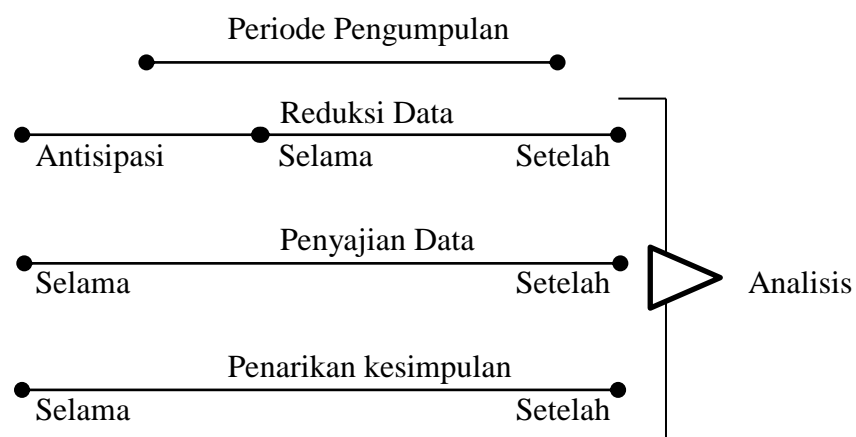 Periode Pengumpulan
Reduksi Data
Antisipasi Selama Setelah
Penyajian Data
Selama Setelah
Analisis
Penarikan kesimpulan
Selama Setelah